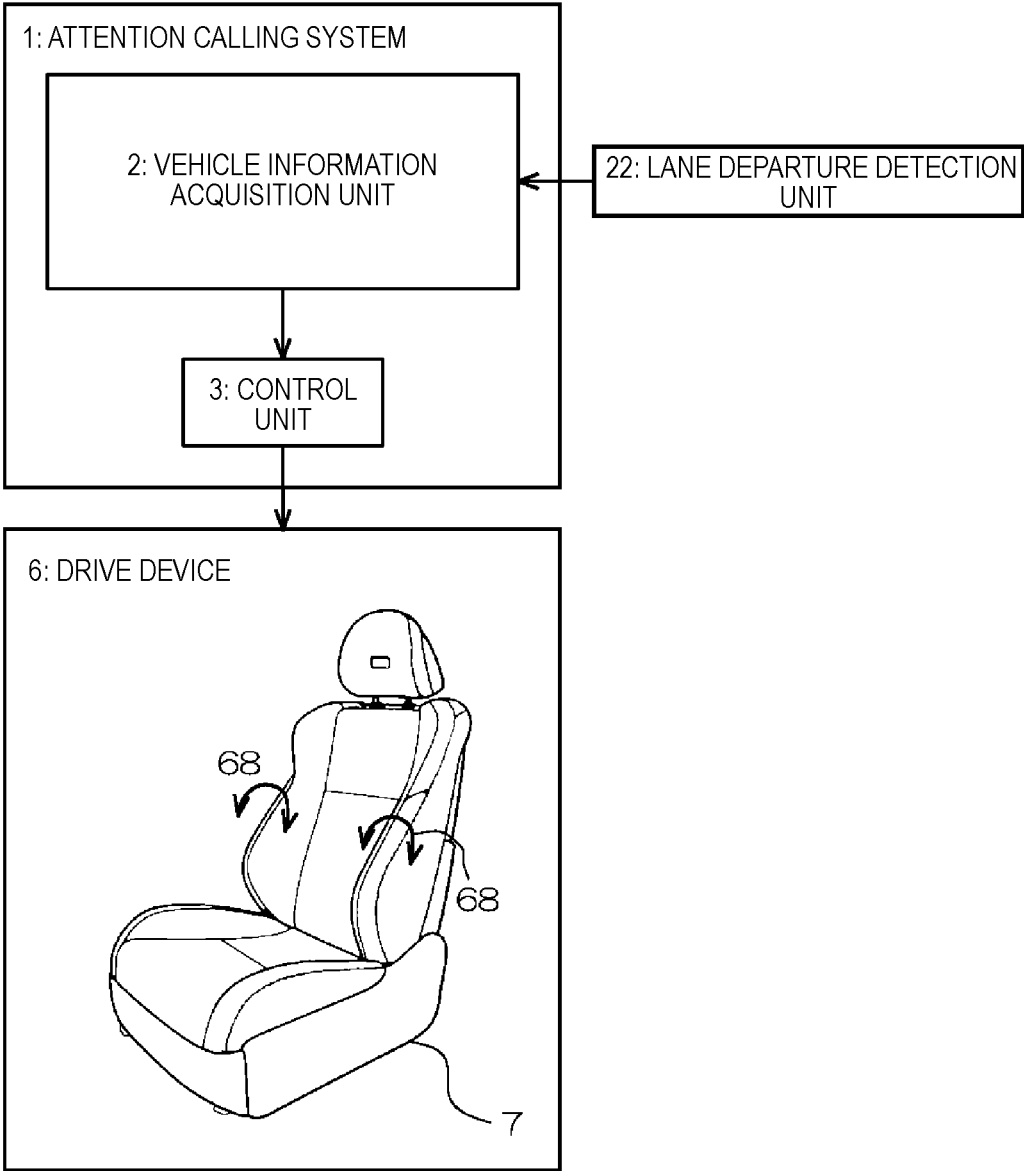 1: ATTENTION CALLING SYSTEM
2: VEHICLE INFORMATION
ACQUISITION UNIT
22: LANE DEPARTURE DETECTION
UNIT
3: CONTROL
UNIT
6: DRIVE DEVICE
68
68
7